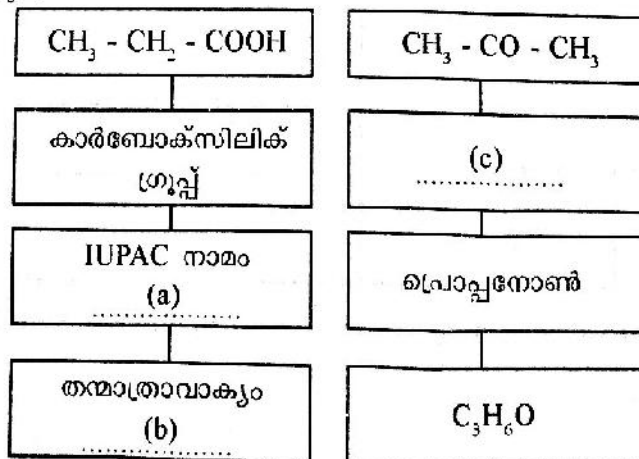 CH₃ - CH₂ - COOH
കാർബോക്സിലിക്
ഗ്രൂപ്പ്
IUPAC നാമം
(a)
..................
തന്മാത്രാവാക്യം
(b)
..................
CH₃ - CO - CH₃
(c)
..................
പ്രൊപ്പനോൺ
C₃H₆O